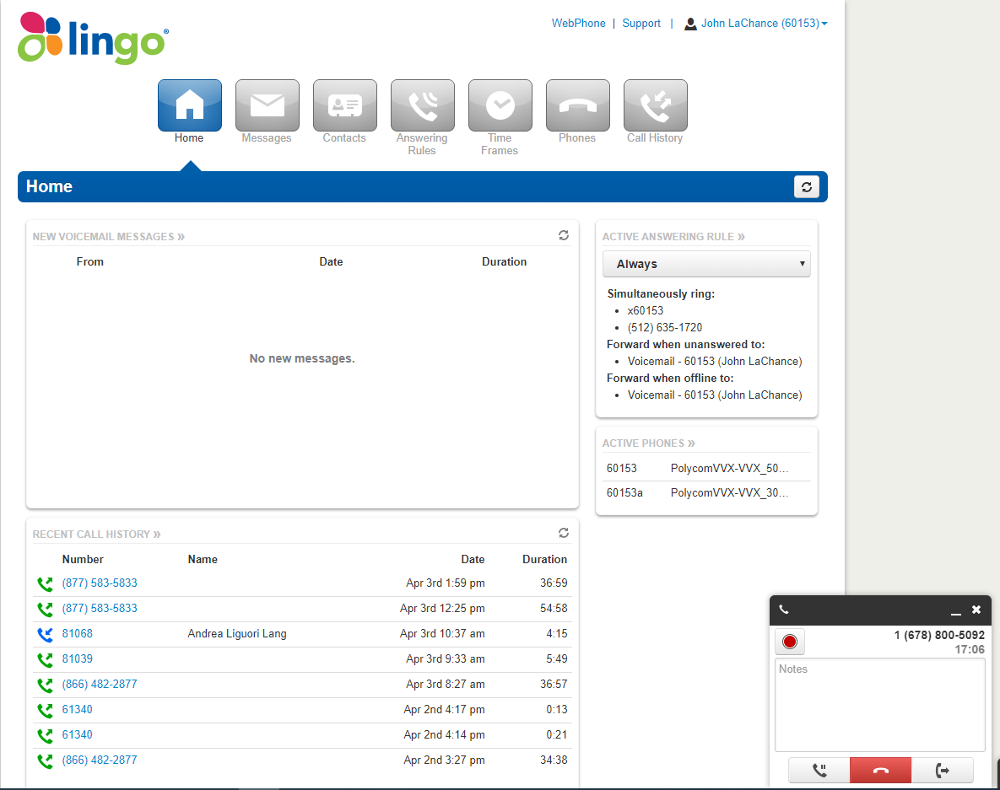 lingo®
WebPhone | Support | John LaChance (60153)
Home
Messages
Contacts
Answering Rules
Time Frames
Phones
Call History
Home
NEW VOICEMAIL MESSAGES »
From Date Duration
No new messages.
ACTIVE ANSWERING RULE »
Always
Simultaneously ring:
• x60153
• (512) 635-1720
Forward when unanswered to:
• Voicemail - 60153 (John LaChance)
Forward when offline to:
• Voicemail - 60153 (John LaChance)
ACTIVE PHONES »
60153 PolycomVVX-VVX_50...
60153a PolycomVVX-VVX_30...
RECENT CALL HISTORY »
Number Name Date Duration
(877) 583-5833 Apr 3rd 1:59 pm 36:59
(877) 583-5833 Apr 3rd 12:25 pm 54:58
81068 Andrea Liguori Lang Apr 3rd 10:37 am 4:15
81039 Apr 3rd 9:33 am 5:49
(866) 482-2877 Apr 3rd 8:27 am 36:57
61340 Apr 2nd 4:17 pm 0:13
61340 Apr 2nd 4:14 pm 0:21
(866) 482-2877 Apr 2nd 3:27 pm 34:38
1 (678) 800-5092
17:06
Notes